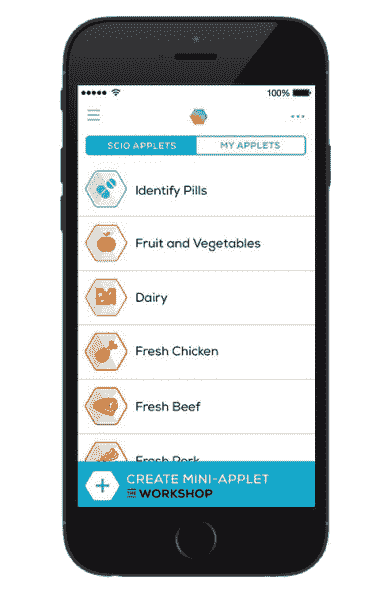 100%
SCIO APPLETS
MY APPLETS
Identify Pills
Fruit and Vegetables
Dairy
Fresh Chicken
Fresh Beef
Fresh Pork
CREATE MINI-APPLET
WORKSHOP